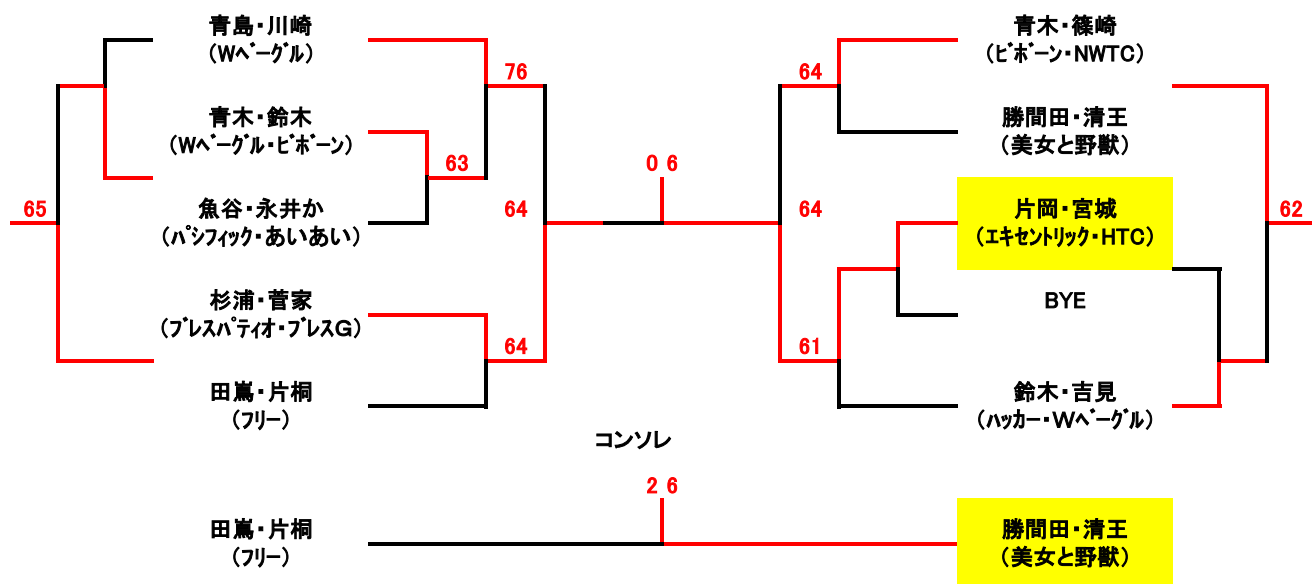 青島・川崎
(Wﾍﾞｰｸﾞﾙ)
76
青木・鈴木
(Wﾍﾞｰｸﾞﾙ・ﾋﾞﾎﾞｰﾝ)
63
魚谷・永井か
(ﾊﾟｼﾌｨｯｸ・あいあい)
65
64
杉浦・菅家
(ﾌﾞﾚｽﾊﾟﾃｨｵ・ﾌﾞﾚｽG)
64
田嶌・片桐
(ﾌﾘｰ)
0 6
青木・篠崎
(ﾋﾞﾎﾞｰﾝ・NWTC)
64
勝間田・清王
(美女と野獣)
片岡・宮城
(ｴｷｾﾝﾄﾘｯｸ・HTC)
64
62
BYE
61
鈴木・吉見
(ﾊｯｶｰ・Wﾍﾞｰｸﾞﾙ)
コンソレ
2 6
田嶌・片桐
(ﾌﾘｰ)
勝間田・清王
(美女と野獣)